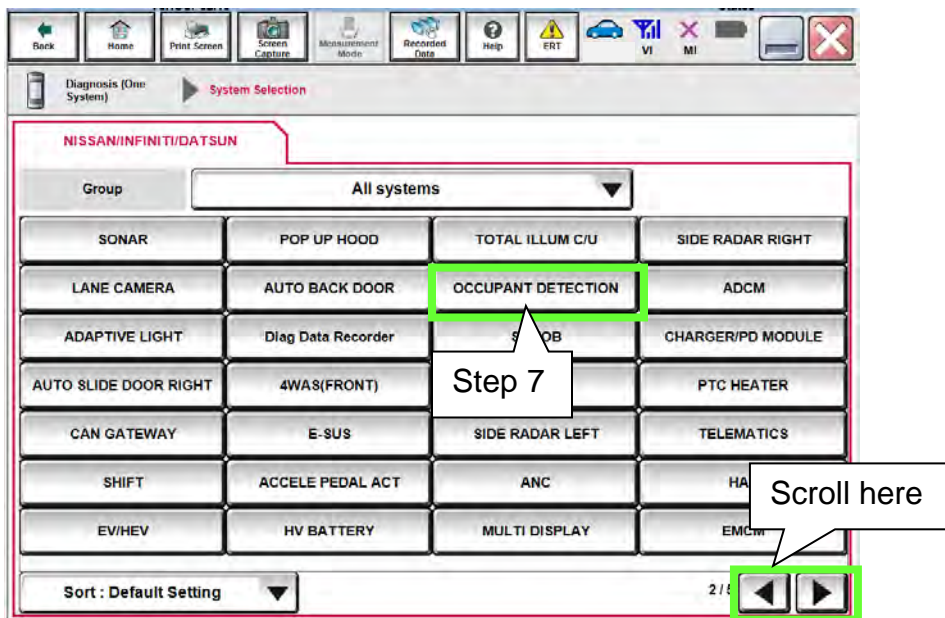 Back
Home
Print Screen
Screen Capture
Measurement Mode
Recorded Data
Help
ERT
VI
MI
Diagnosis (One System)
System Selection
NISSAN/INFINITI/DATSUN
Group
All systems
SONAR
POP UP HOOD
TOTAL ILLUM C/U
SIDE RADAR RIGHT
LANE CAMERA
AUTO BACK DOOR
OCCUPANT DETECTION
ADCM
ADAPTIVE LIGHT
Diag Data Recorder
CHARGER/PD MODULE
AUTO SLIDE DOOR RIGHT
4WAS(FRONT)
Step 7
PTC HEATER
CAN GATEWAY
E-SUS
SIDE RADAR LEFT
TELEMATICS
SHIFT
ACCELE PEDAL ACT
ANC
Scroll here
EV/HEV
HV BATTERY
MULTI DISPLAY
EMCM
Sort : Default Setting